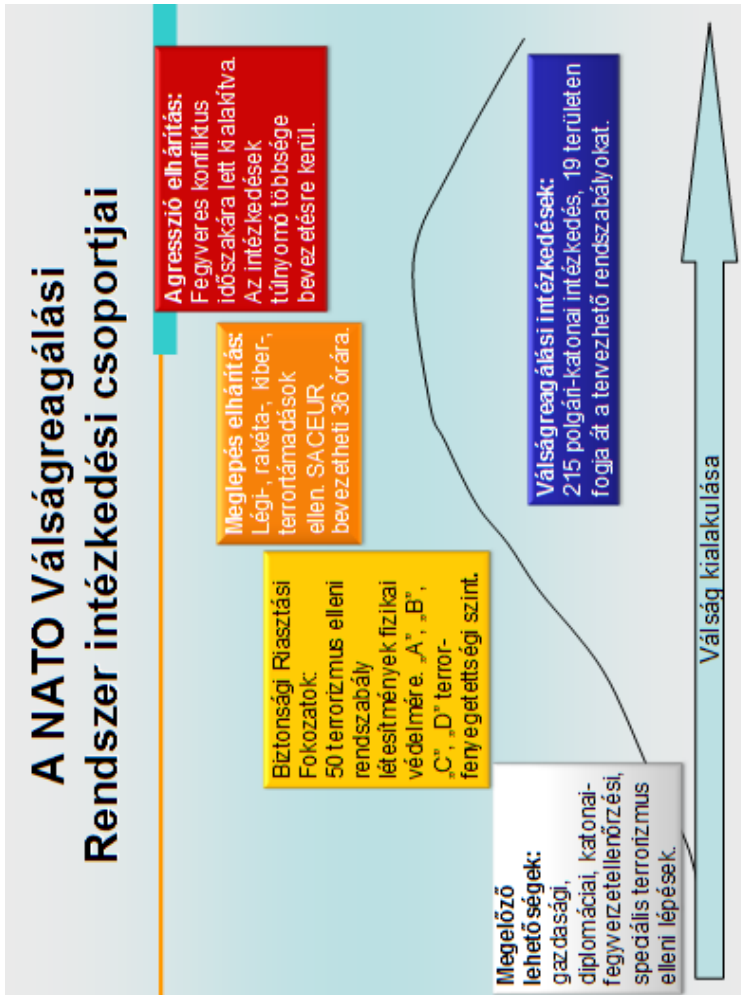 A NATO Válságreagálási
Rendszer intézkedési csoportjai
Megelőző
lehetőségek:
gazdasági,
diplomáciai, katonai-
fegyverzetellenőrzési,
speciális terrorizmus
elleni lépések.
Biztonsági Riasztási
Fokozatok:
50 terrorizmus elleni
rendszabály
létesítmények fizikai
védelmére. „A”, „B”,
„C”, „D” terror-
fenyegetettségi szint.
Meglepés elhárítás:
Légi-, rakéta-, kiber-,
terrortámadások
ellen. SACEUR
bevezetheti 36 órára.
Agresszió elhárítás:
Fegyveres konfliktus
időszakára lett kialakítva.
Az intézkedések
túlnyomó többsége
bevezetésre kerül.
Válságreagálási intézkedések:
215 polgári-katonai intézkedés, 19 területen
fogja át a tervezhető rendszabályokat.
Válság kialakulása